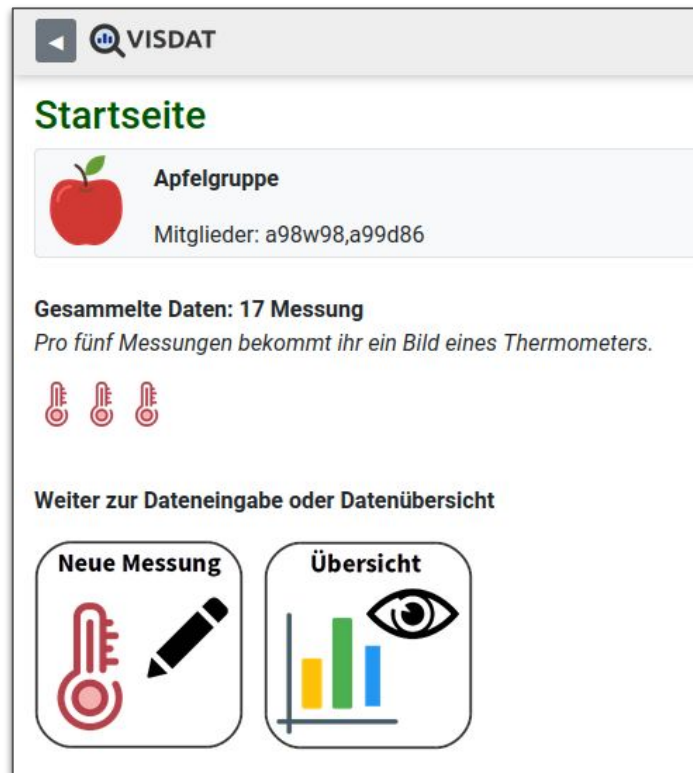 VISDAT
Startseite
Apfelgruppe
Mitglieder: a98w98,a99d86
Gesammelte Daten: 17 Messung
Pro fünf Messungen bekommt ihr ein Bild eines Thermometers.
Weiter zur Dateneingabe oder Datenübersicht
Neue Messung
Übersicht